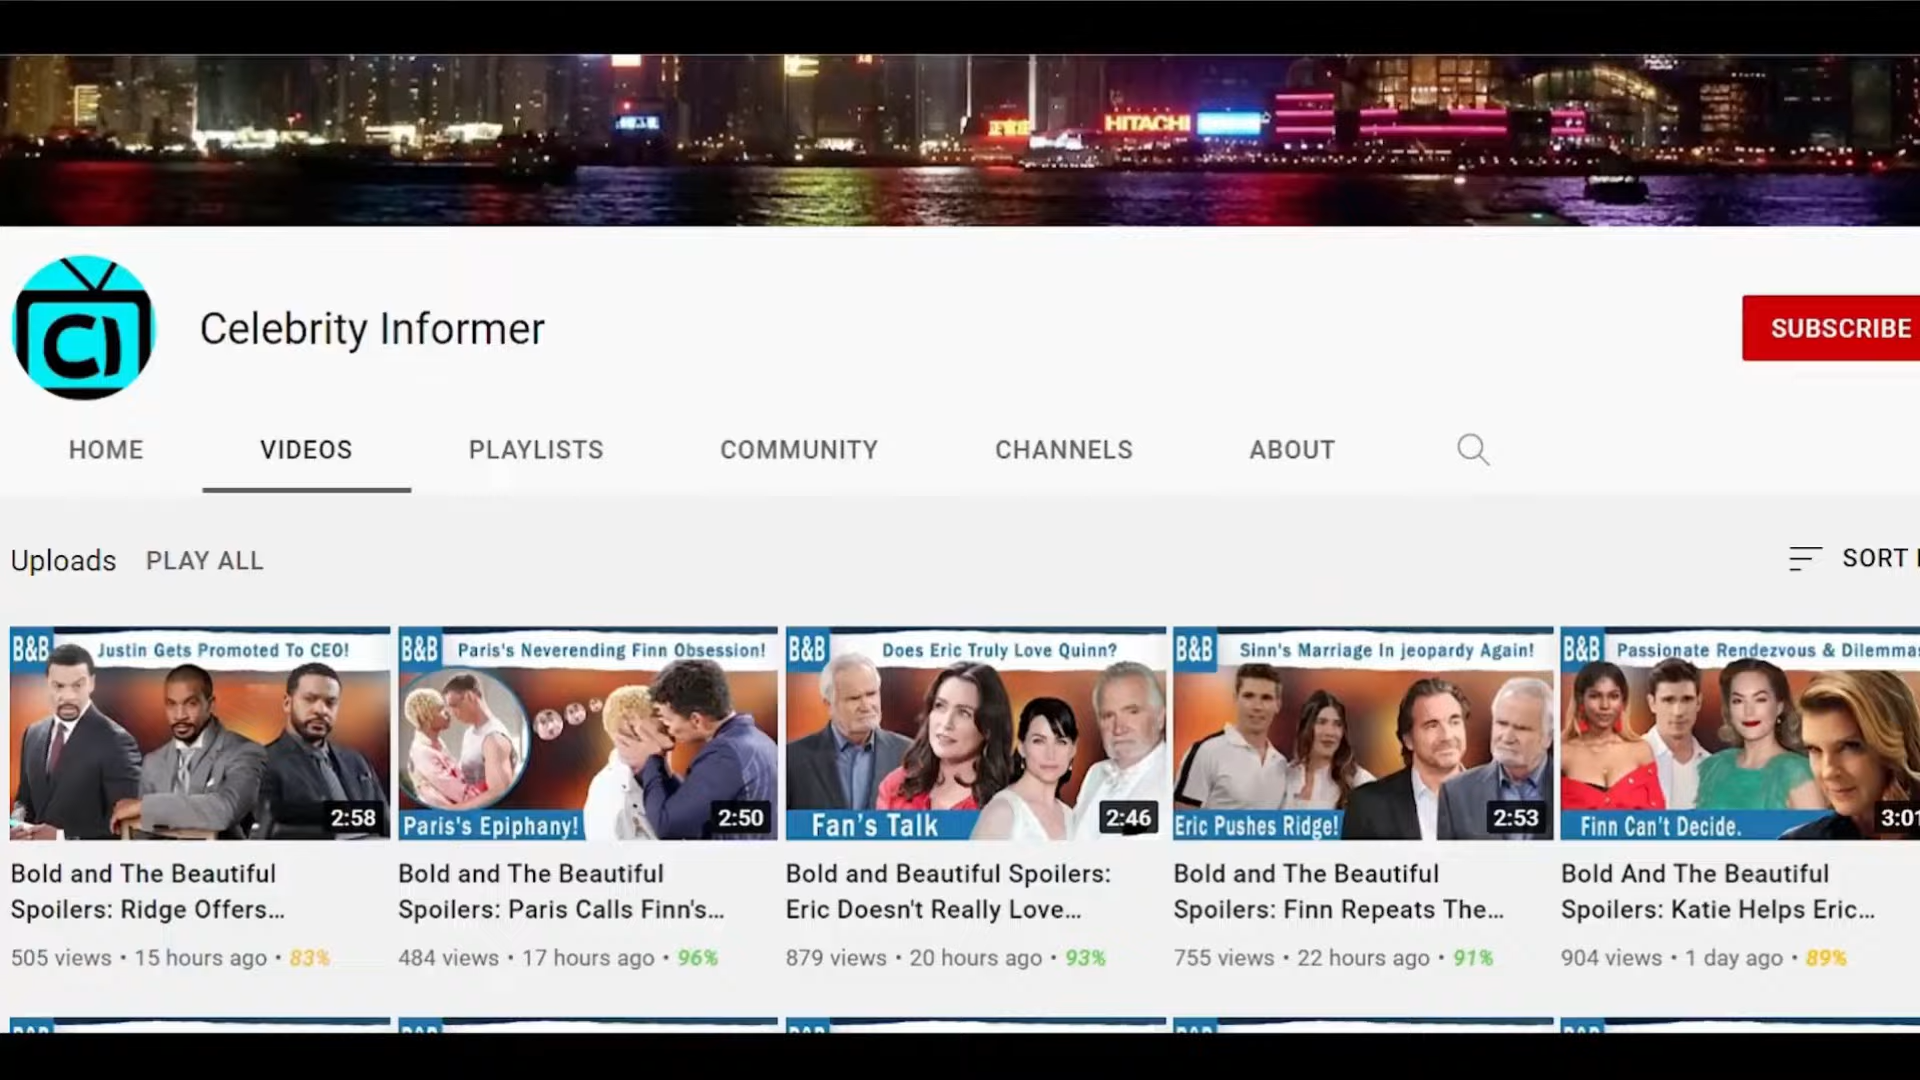 HITACHI
CI
Celebrity Informer
SUBSCRIBE
HOME
VIDEOS
PLAYLISTS
COMMUNITY
CHANNELS
ABOUT
Uploads
PLAY ALL
SORT
B&B
Justin Gets Promoted To CEO!
2:58
Bold and The Beautiful
Spoilers: Ridge Offers...
505 views • 15 hours ago • 83%
B&B
Paris's Neverending Finn Obsession!
Paris's Epiphany!
2:50
Bold and The Beautiful
Spoilers: Paris Calls Finn's...
484 views • 17 hours ago • 96%
B&B
Does Eric Truly Love Quinn?
Fan's Talk
2:46
Bold and Beautiful Spoilers:
Eric Doesn't Really Love...
879 views • 20 hours ago • 93%
B&B
Sinn's Marriage In jeopardy Again!
Eric Pushes Ridge!
2:53
Bold and The Beautiful
Spoilers: Finn Repeats The...
755 views • 22 hours ago • 91%
B&B
Passionate Rendezvous & Dilemmas
Finn Can't Decide.
3:01
Bold And The Beautiful
Spoilers: Katie Helps Eric...
904 views • 1 day ago • 89%